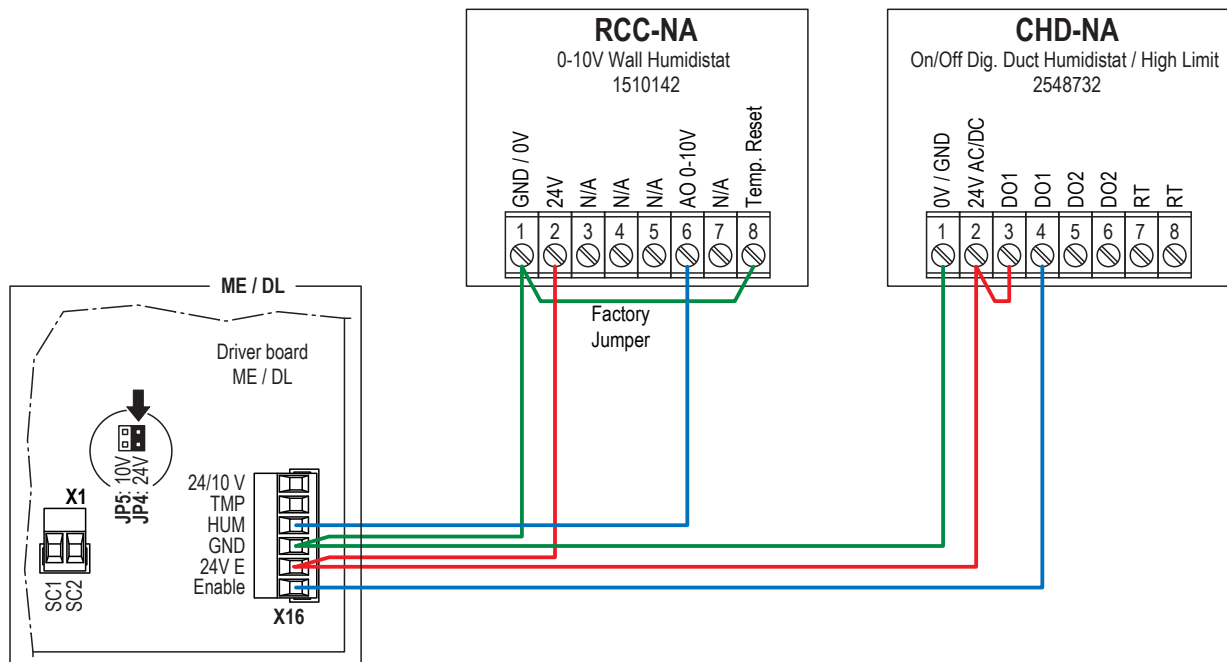 RCC-NA
0-10V Wall Humidistat
1510142
GND / 0V
24V
N/A
N/A
N/A
AO 0-10V
N/A
Temp. Reset
1 2 3 4 5 6 7 8
Factory
Jumper
CHD-NA
On/Off Dig. Duct Humidistat / High Limit
2548732
0V / GND
24V AC/DC
DO1
DO1
DO2
DO2
RT
RT
1 2 3 4 5 6 7 8
ME / DL
Driver board
ME / DL
JP5: 10V
JP4: 24V
X1
SC1
SC2
24/10 V
TMP
HUM
GND
24V E
Enable
X16